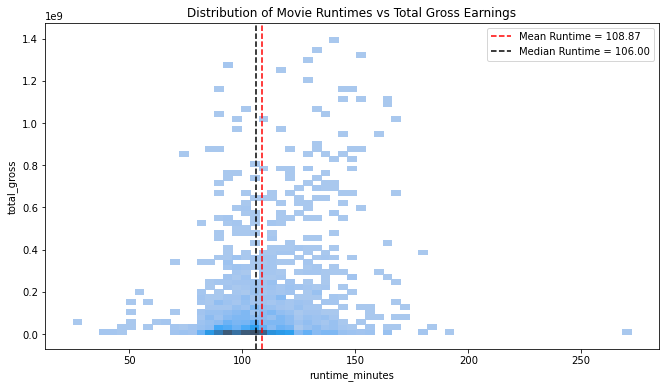 Distribution of Movie Runtimes vs Total Gross Earnings
1e9
Mean Runtime = 108.87
Median Runtime = 106.00
1.4
1.2
1.0
0.8
0.6
0.4
0.2
0.0
total_gross
50
100
150
200
250
runtime_minutes